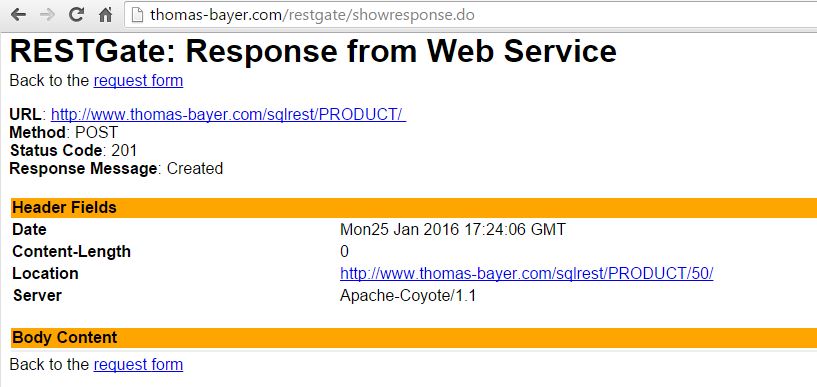 thomas-bayer.com/restgate/showresponse.do
RESTGate: Response from Web Service
Back to the request form
URL: http://www.thomas-bayer.com/sqlrest/PRODUCT/
Method: POST
Status Code: 201
Response Message: Created
Header Fields
Date Mon25 Jan 2016 17:24:06 GMT
Content-Length 0
Location http://www.thomas-bayer.com/sqlrest/PRODUCT/50/
Server Apache-Coyote/1.1
Body Content
Back to the request form